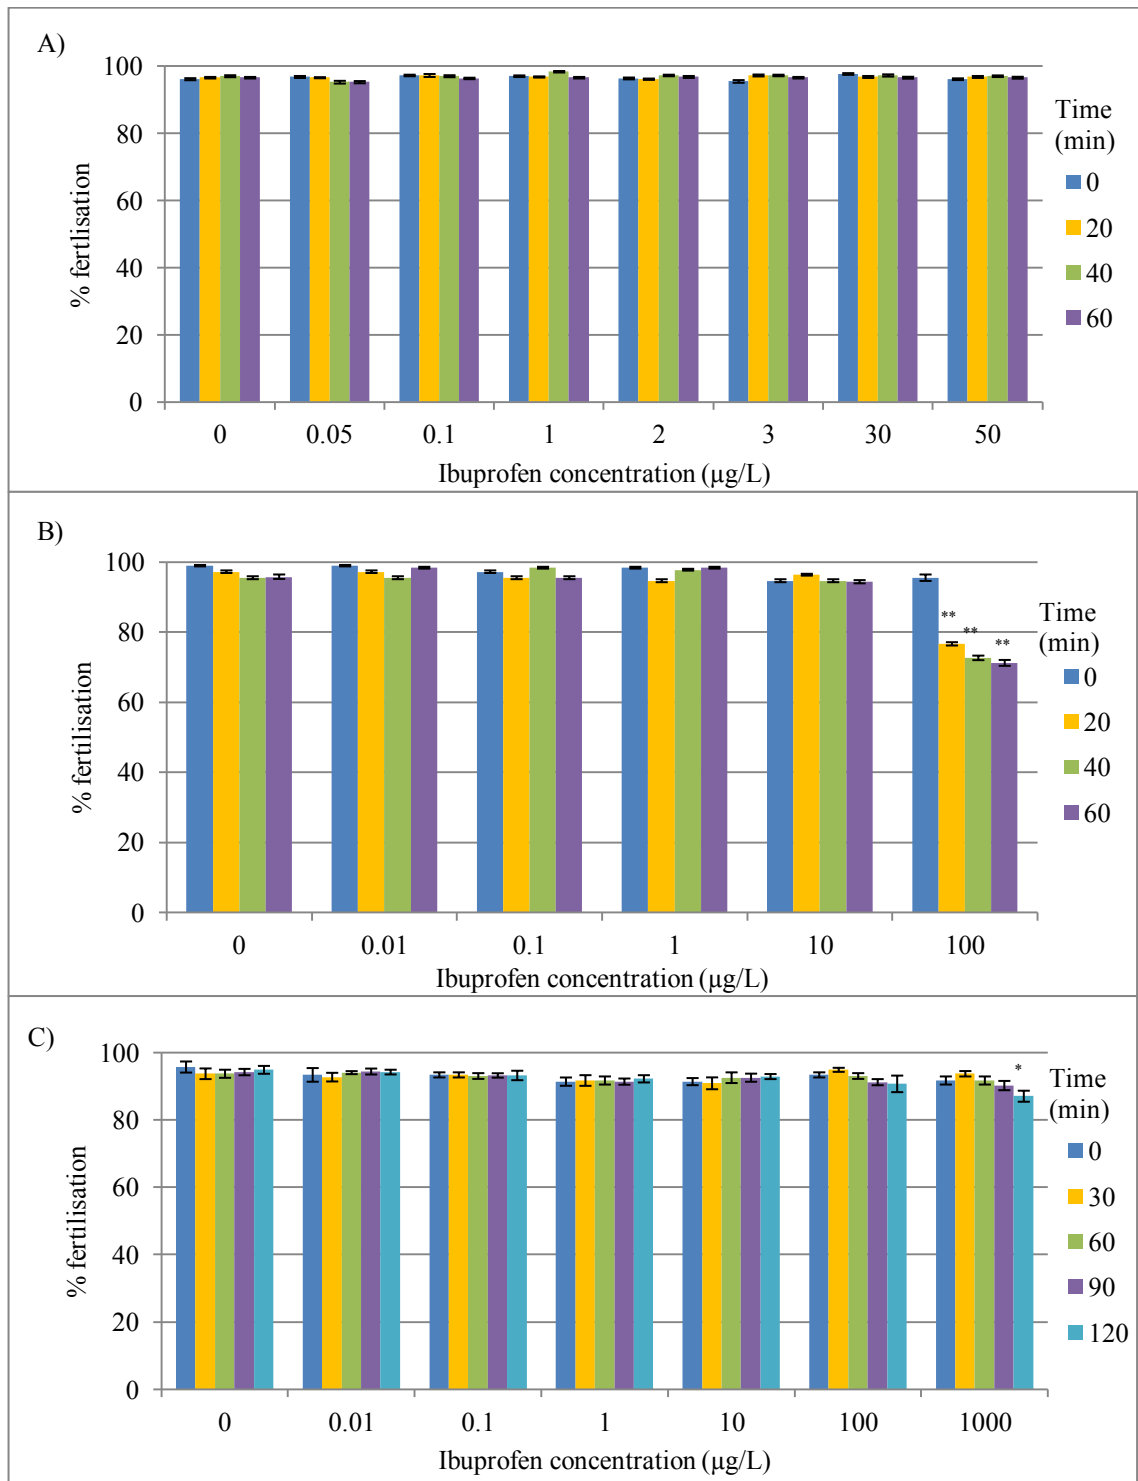 A)
100
80
60
40
20
0
% fertlisation
0 0.05 0.1 1 2 3 30 50
Ibuprofen concentration (µg/L)
Time
(min)
0
20
40
60
B)
100
80
60
40
20
0
% fertilisation
0 0.01 0.1 1 10 100
Ibuprofen concentration (µg/L)
** ** **
Time
(min)
0
20
40
60
C)
100
80
60
40
20
0
% fertilisation
0 0.01 0.1 1 10 100 1000
Ibuprofen concentration (µg/L)
*
Time
(min)
0
30
60
90
120